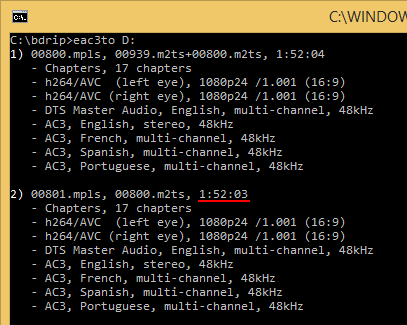 C:\WINDOW
C:\bdrip>eac3to D:
1) 00800.mpls, 00939.m2ts+00800.m2ts, 1:52:04
- Chapters, 17 chapters
- h264/AVC  (left eye), 1080p24 /1.001 (16:9)
- h264/AVC (right eye), 1080p24 /1.001 (16:9)
- DTS Master Audio, English, multi-channel, 48kHz
- AC3, English, stereo, 48kHz
- AC3, French, multi-channel, 48kHz
- AC3, Spanish, multi-channel, 48kHz
- AC3, Portuguese, multi-channel, 48kHz
2) 00801.mpls, 00800.m2ts, 1:52:03
- Chapters, 17 chapters
- h264/AVC  (left eye), 1080p24 /1.001 (16:9)
- h264/AVC (right eye), 1080p24 /1.001 (16:9)
- DTS Master Audio, English, multi-channel, 48kHz
- AC3, English, stereo, 48kHz
- AC3, French, multi-channel, 48kHz
- AC3, Spanish, multi-channel, 48kHz
- AC3, Portuguese, multi-channel, 48kHz